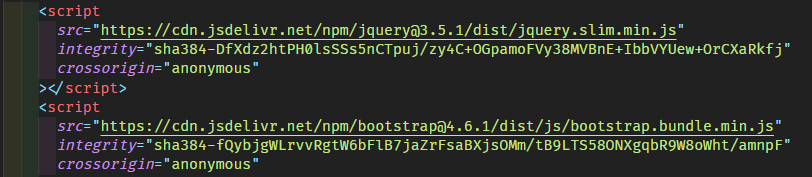 <script
src="https://cdn.jsdelivr.net/npm/jquery@3.5.1/dist/jquery.slim.min.js"
integrity="sha384-DfXdz2htPH0lsSSs5nCTpuj/zy4C+OGpamoFVy38MVBnE+IbbVYUew+OrCXaRkfj"
crossorigin="anonymous"
></script>
<script
src="https://cdn.jsdelivr.net/npm/bootstrap@4.6.1/dist/js/bootstrap.bundle.min.js"
integrity="sha384-fQybjgWLrvvRgtW6bFlB7jaZrFsaBXjsOMm/tB9LTS58ONXgqbR9W8oWht/amnpF"
crossorigin="anonymous"